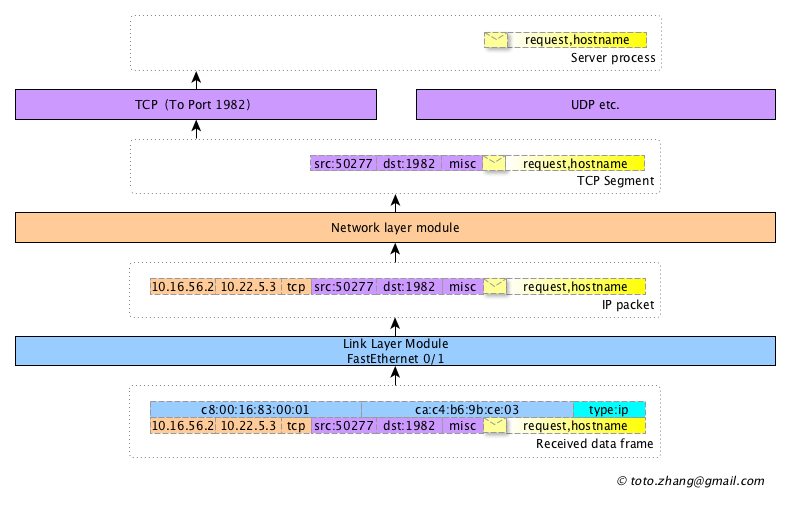 request,hostname
Server process
TCP (To Port 1982)
UDP etc.
src:50277 dst:1982 misc request,hostname
TCP Segment
Network layer module
10.16.56.2 10.22.5.3 tcp src:50277 dst:1982 misc request,hostname
IP packet
Link Layer Module
FastEthernet 0/1
c8:00:16:83:00:01 ca:c4:b6:9b:ce:03 type:ip
10.16.56.2 10.22.5.3 tcp src:50277 dst:1982 misc request,hostname
Received data frame
© toto.zhang@gmail.com